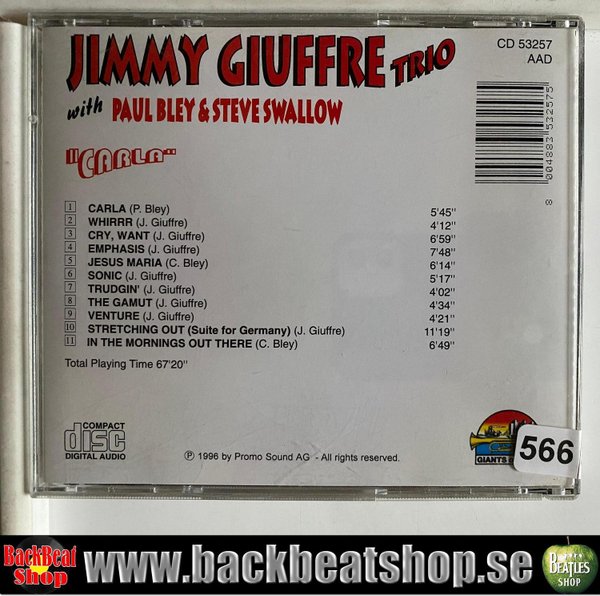 JIMMY GIUFFRE TRIO
with PAUL BLEY & STEVE SWALLOW
"CARLA"
CD 53257
AAD
8 004883 532575
1 CARLA (P. Bley) 5'45"
2 WHIRRR (J. Giuffre) 4'12"
3 CRY, WANT (J. Giuffre) 6'59"
4 EMPHASIS (J. Giuffre) 7'48"
5 JESUS MARIA (C. Bley) 6'14"
6 SONIC (J. Giuffre) 5'17"
7 TRUDGIN' (J. Giuffre) 4'02"
8 THE GAMUT (J. Giuffre) 4'34"
9 VENTURE (J. Giuffre) 4'21"
10 STRETCHING OUT (Suite for Germany) (J. Giuffre) 11'19"
11 IN THE MORNINGS OUT THERE (C. Bley) 6'49"
Total Playing Time 67'20"
COMPACT
disc
DIGITAL AUDIO
℗ 1996 by Promo Sound AG - All rights reserved.
GIANTS
566
BackBeat
Shop
www.backbeatshop.se
BEATLES
SHOP